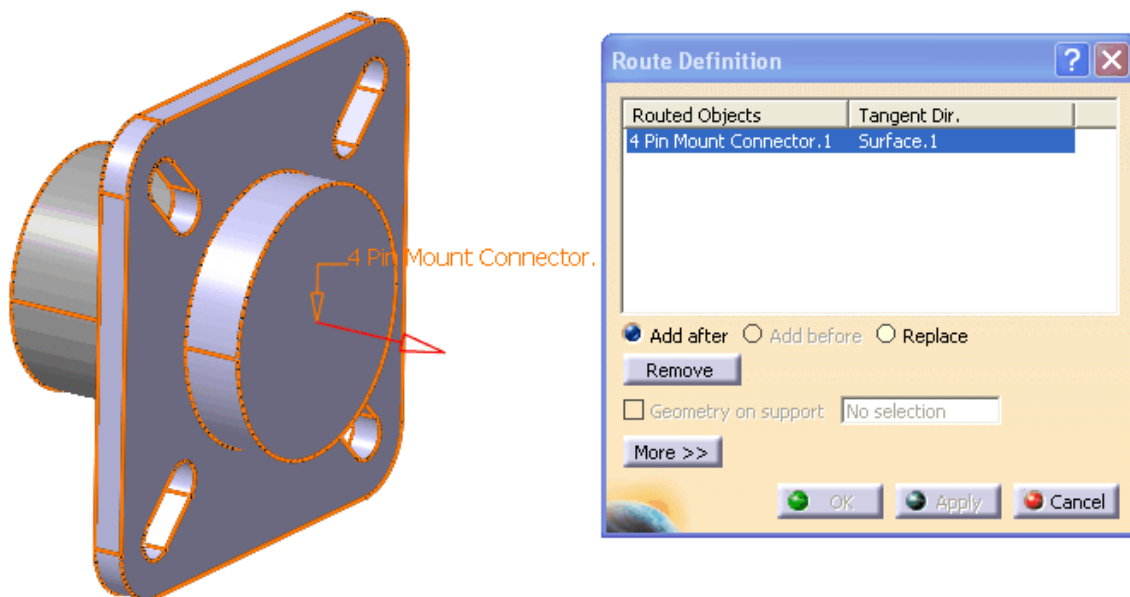 4 Pin Mount Connector.
Route Definition
?
Routed Objects Tangent Dir.
4 Pin Mount Connector.1 Surface.1
Add after Add before Replace
Remove
Geometry on support No selection
More >>
OK Apply Cancel